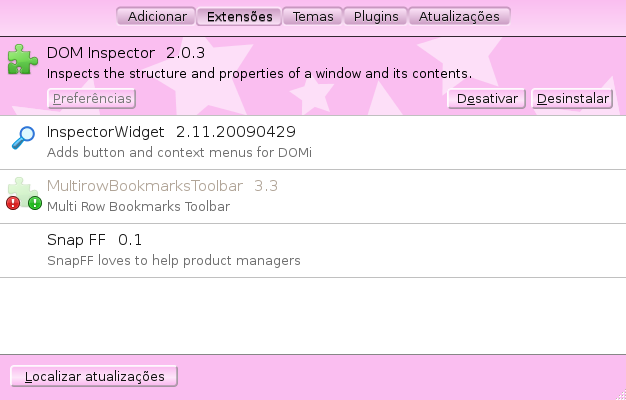 Adicionar Extensões Temas Plugins Atualizações
DOM Inspector 2.0.3
Inspects the structure and properties of a window and its contents.
Preferências Desativar Desinstalar
InspectorWidget 2.11.20090429
Adds button and context menus for DOMi
MultirowBookmarksToolbar 3.3
Multi Row Bookmarks Toolbar
Snap FF 0.1
SnapFF loves to help product managers
Localizar atualizações